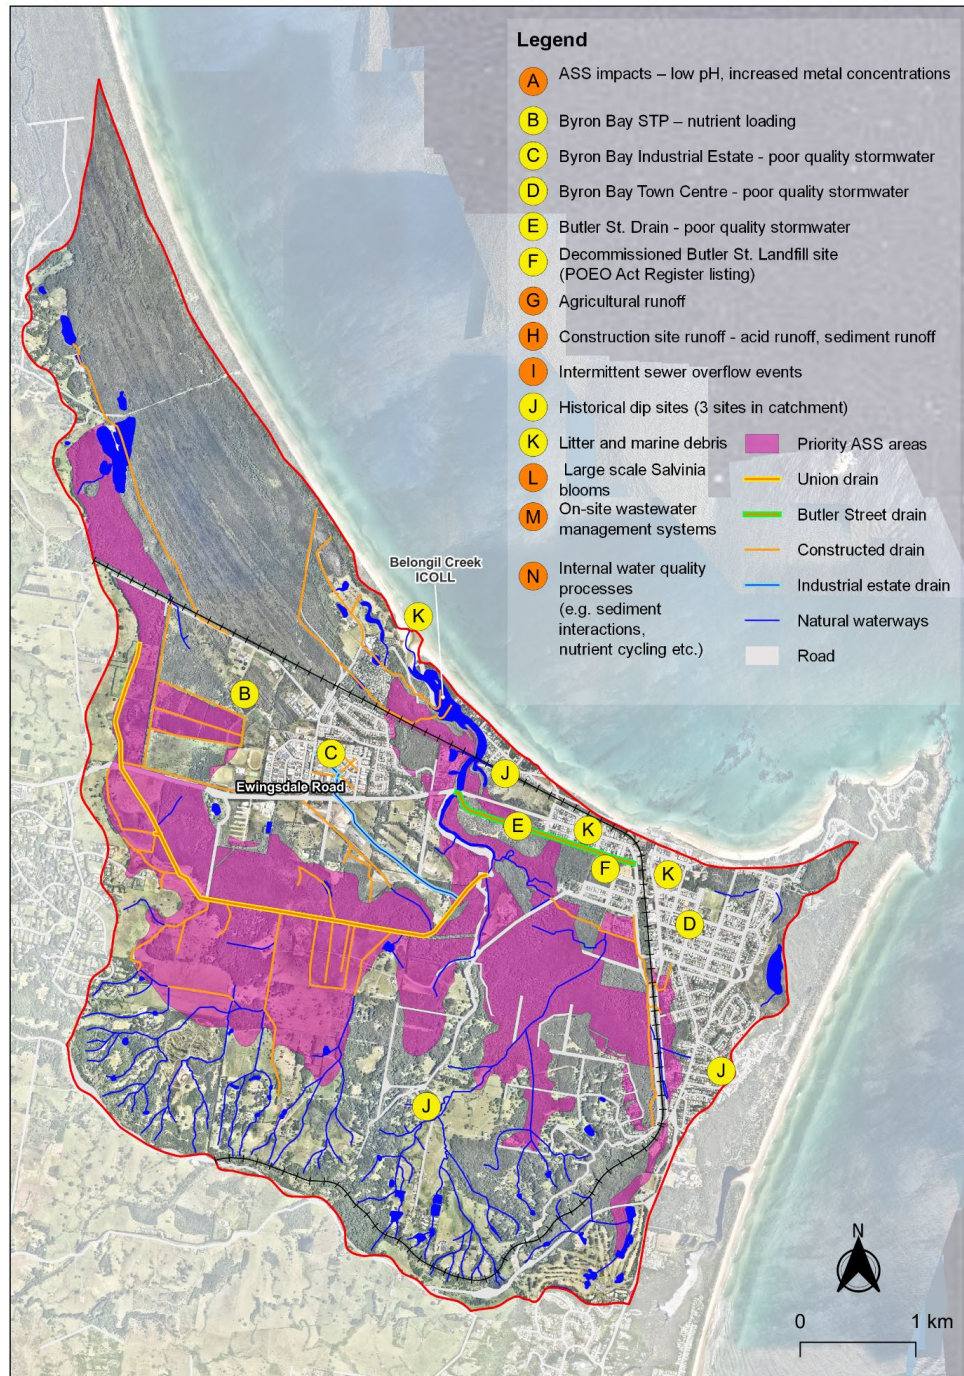 Legend
A ASS impacts – low pH, increased metal concentrations
B Byron Bay STP – nutrient loading
C Byron Bay Industrial Estate - poor quality stormwater
D Byron Bay Town Centre - poor quality stormwater
E Butler St. Drain - poor quality stormwater
F Decommissioned Butler St. Landfill site
(POEO Act Register listing)
G Agricultural runoff
H Construction site runoff - acid runoff, sediment runoff
I Intermittent sewer overflow events
J Historical dip sites (3 sites in catchment)
K Litter and marine debris
L Large scale Salvinia
blooms
M On-site wastewater
management systems
N Internal water quality
processes
(e.g. sediment
interactions,
nutrient cycling etc.)
Priority ASS areas
Union drain
Butler Street drain
Constructed drain
Industrial estate drain
Natural waterways
Road
Belongil Creek
ICOLL
K
B
C
J
Ewingsdale Road
E
K
F
K
D
J
J
N
0 1 km